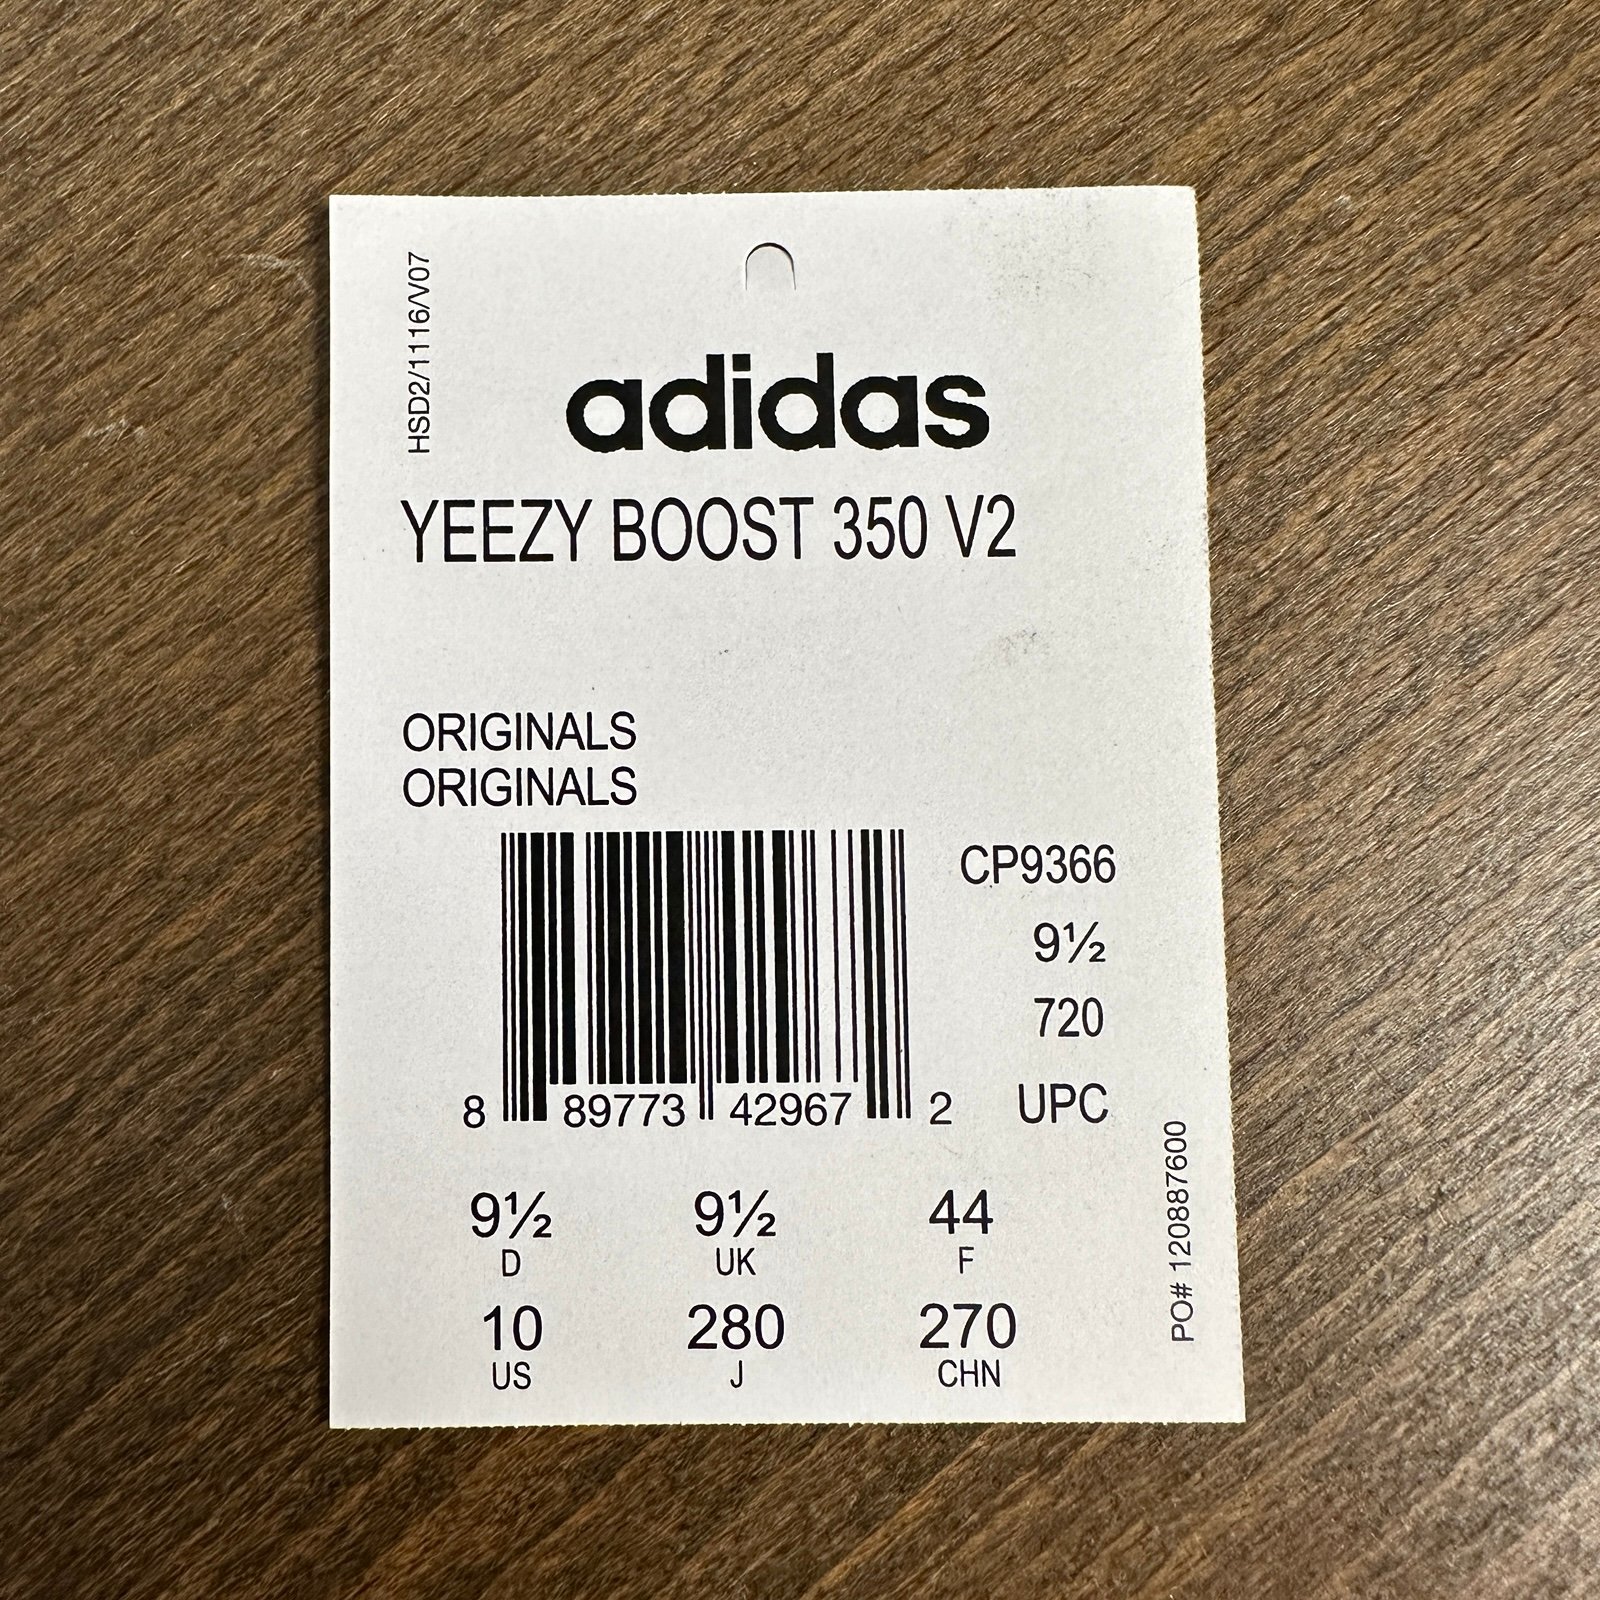 HSD2/1116/V07
adidas
YEEZY BOOST 350 V2
ORIGINALS
ORIGINALS
CP9366
9½
720
8 89773 42967 2
UPC
9½ 9½ 44
D UK F
10 280 270
US J CHN
PO# 120887600